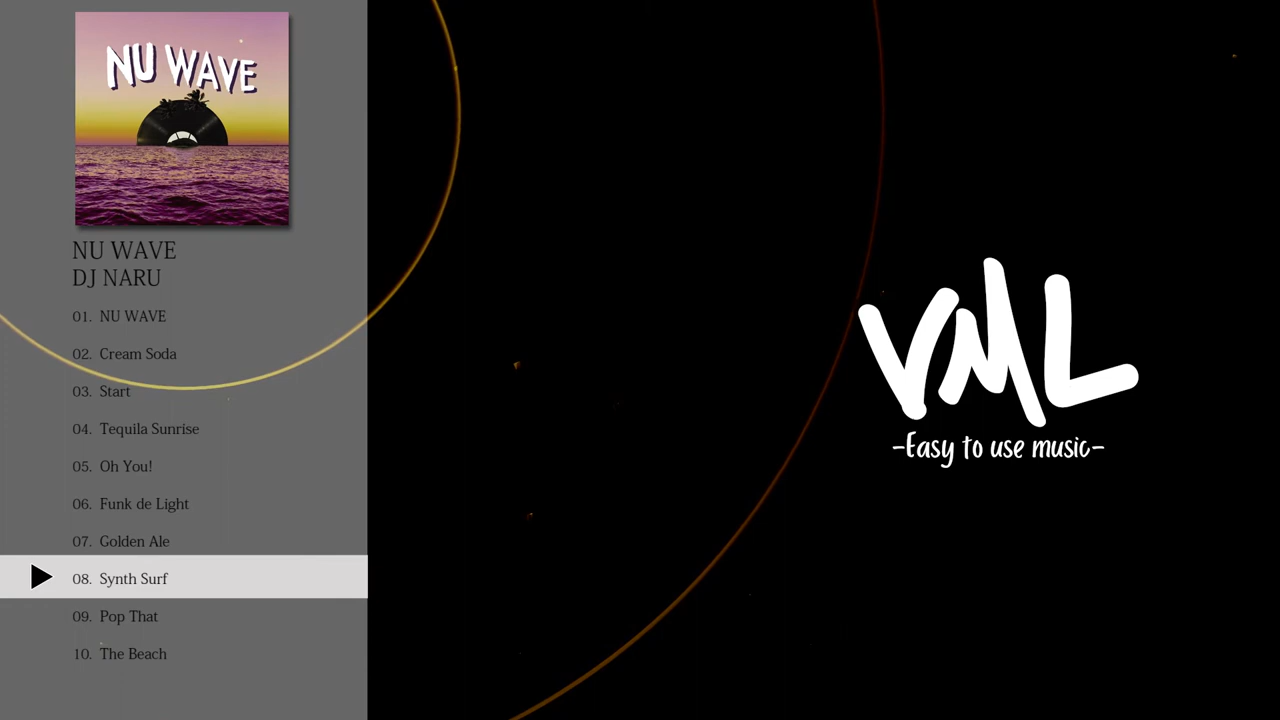 NU WAVE
NU WAVE
DJ NARU
01. NU WAVE
02. Cream Soda
03. Start
04. Tequila Sunrise
05. Oh You!
06. Funk de Light
07. Golden Ale
08. Synth Surf
09. Pop That
10. The Beach
VML
-Easy to use music-